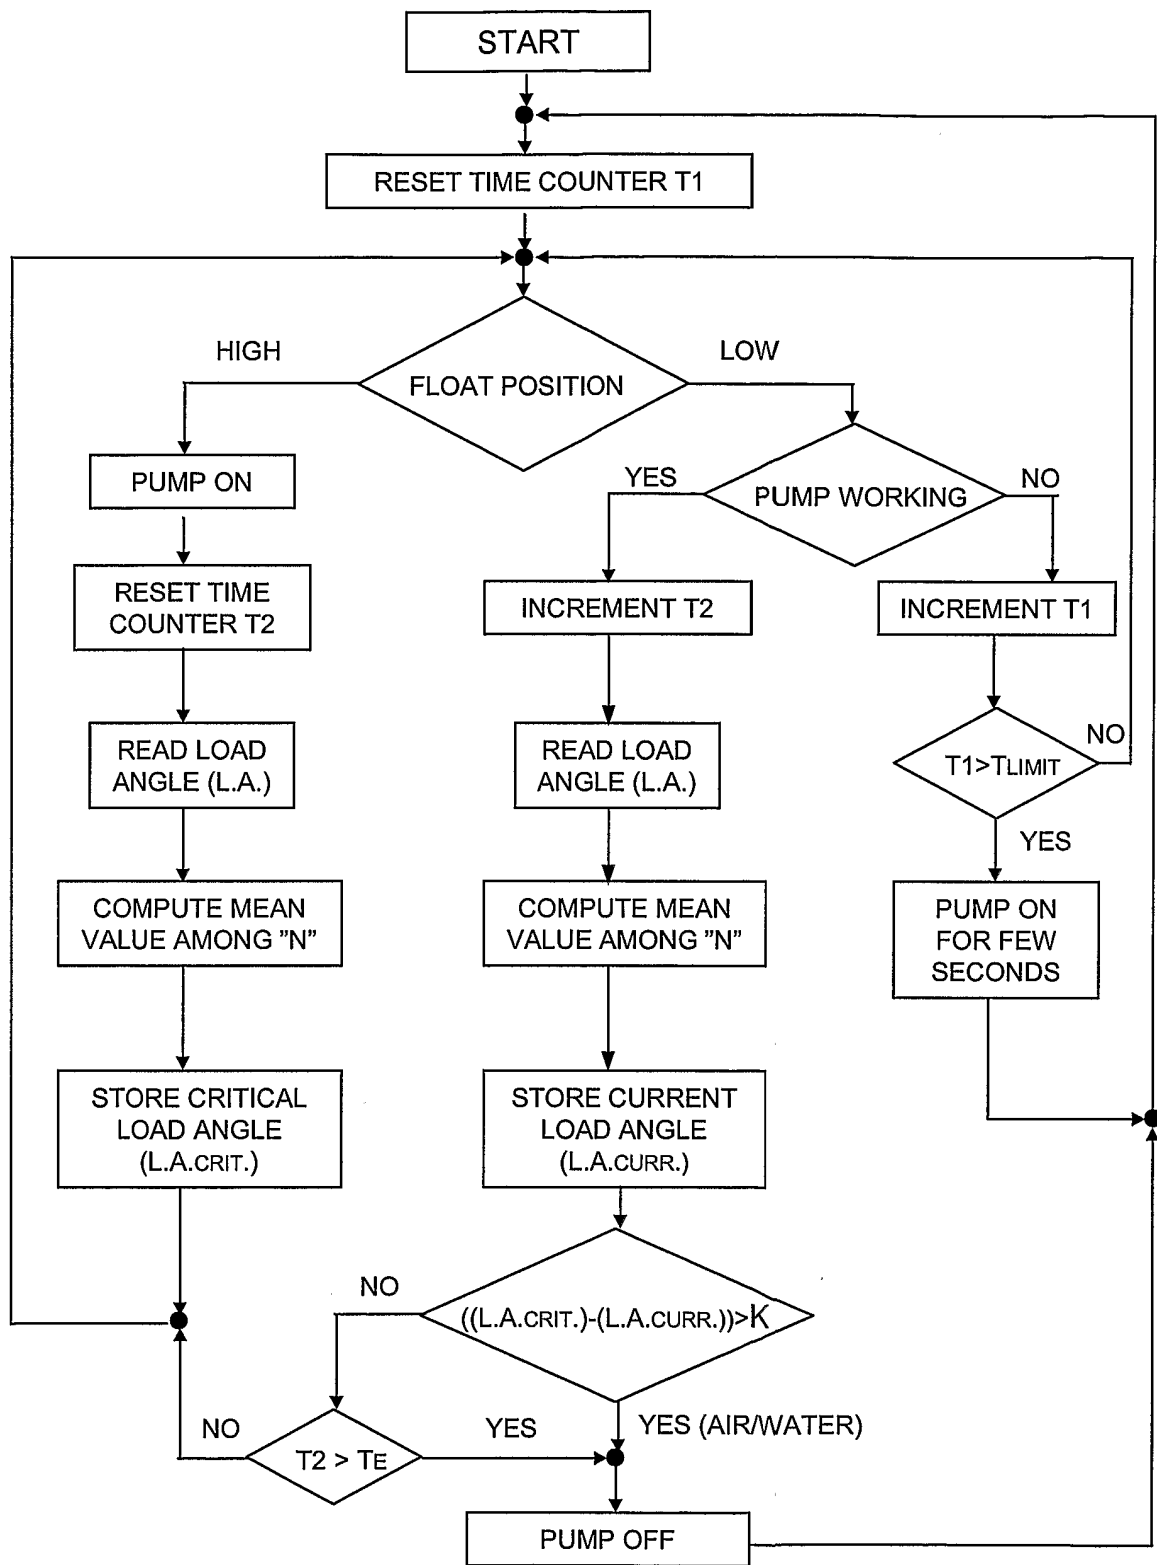 START
RESET TIME COUNTER T1
HIGH
LOW
FLOAT POSITION
PUMP ON
YES
NO
PUMP WORKING
RESET TIME
COUNTER T2
INCREMENT T2
INCREMENT T1
READ LOAD
ANGLE (L.A.)
READ LOAD
ANGLE (L.A.)
T1>TLIMIT
NO
YES
COMPUTE MEAN
VALUE AMONG ”N”
COMPUTE MEAN
VALUE AMONG ”N”
PUMP ON
FOR FEW
SECONDS
STORE CRITICAL
LOAD ANGLE
(L.A.CRIT.)
STORE CURRENT
LOAD ANGLE
(L.A.CURR.)
NO
((L.A.CRIT.)-(L.A.CURR.))>K
NO
T2 > TE
YES
YES (AIR/WATER)
PUMP OFF